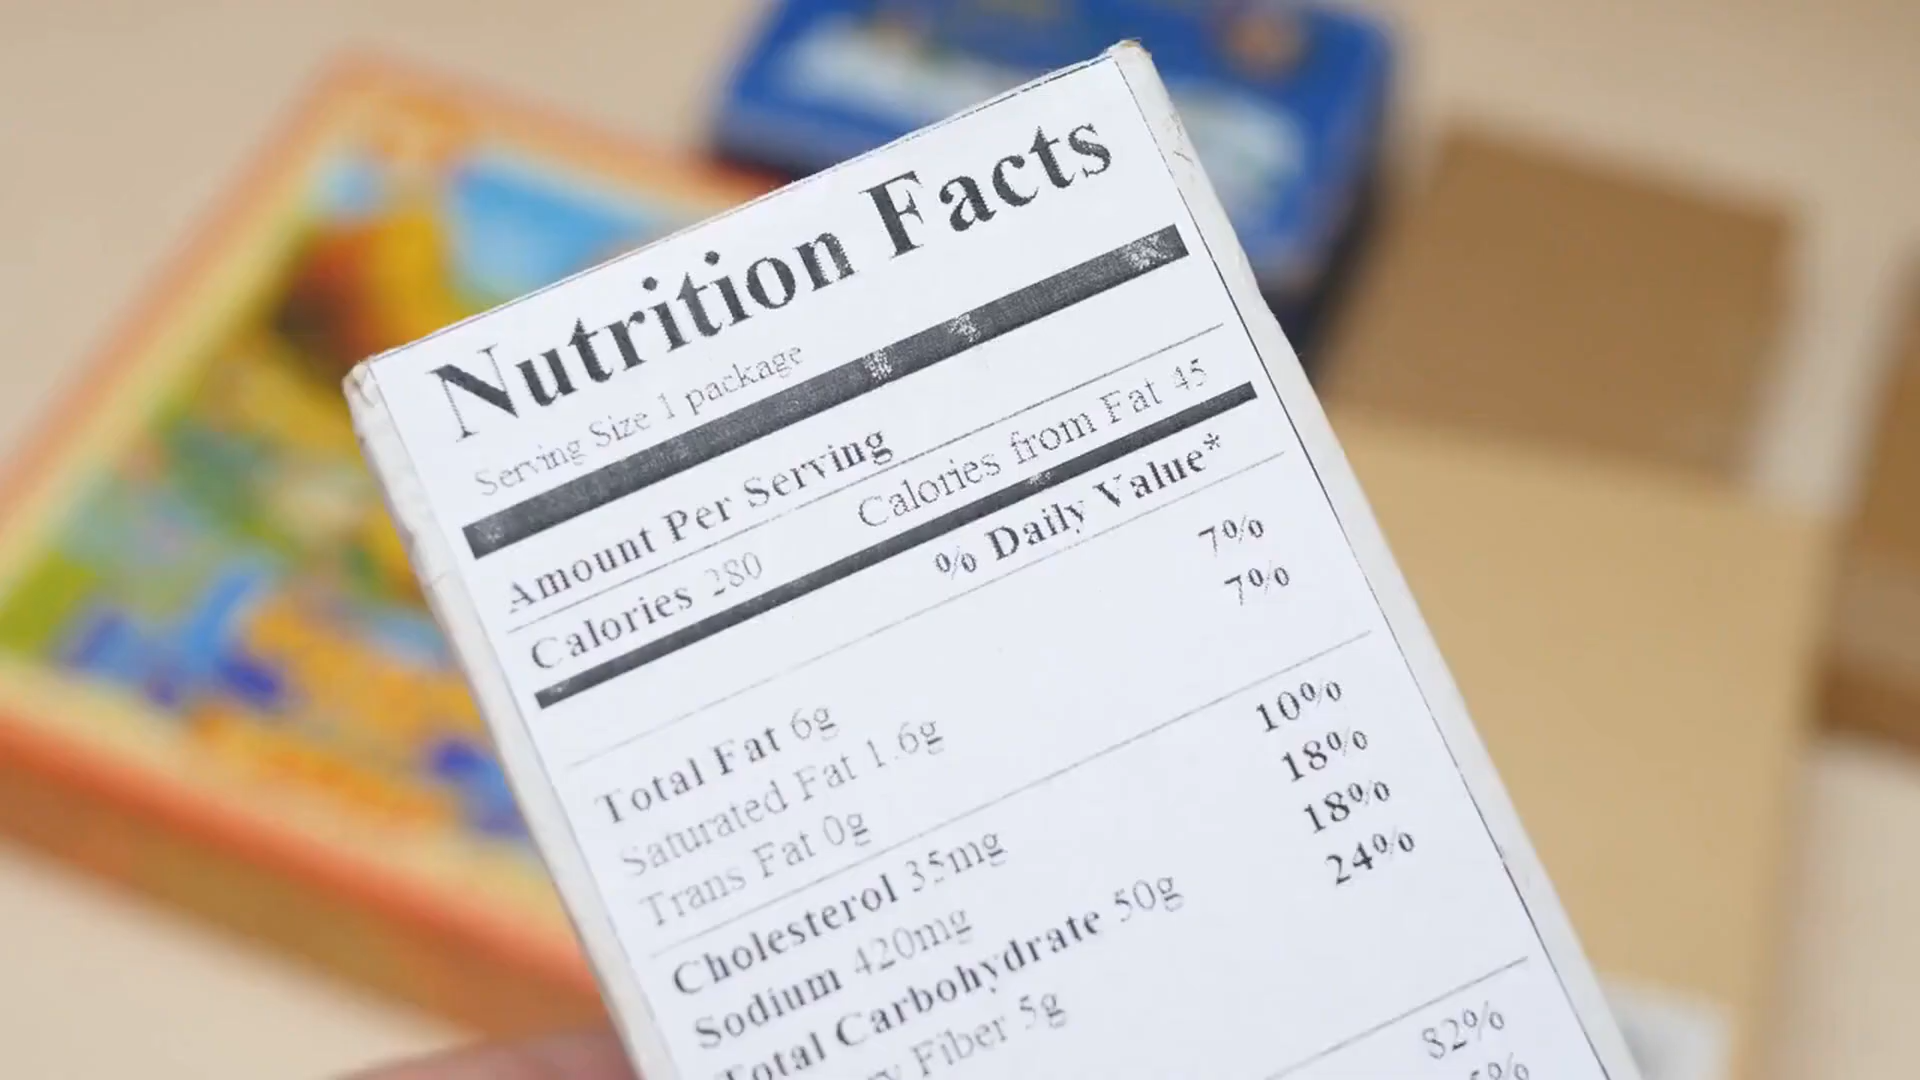 Nutrition Facts
Serving Size 1 package
Amount Per Serving
Calories 280 Calories from Fat 45
% Daily Value*
Total Fat 6g 7%
Saturated Fat 1.6g 7%
Trans Fat 0g
Cholesterol 35mg 10%
Sodium 420mg 18%
Total Carbohydrate 50g 18%
Fiber 5g 24%
82%